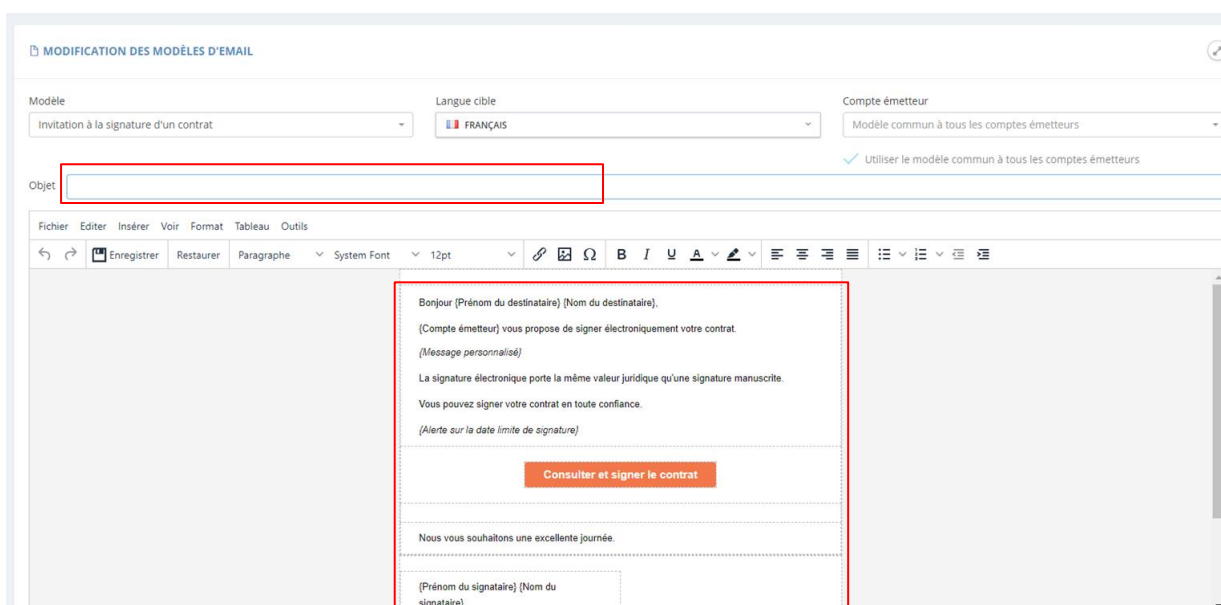 MODIFICATION DES MODÈLES D'EMAIL
Modèle
Langue cible
Compte émetteur
Invitation à la signature d'un contrat
FRANÇAIS
Modèle commun à tous les comptes émetteurs
Utiliser le modèle commun à tous les comptes émetteurs
Objet
Fichier Editer Insérer Voir Format Tableau Outils
Enregistrer Restaurer Paragraphe System Font 12pt Ω B I U A
Bonjour {Prénom du destinataire} {Nom du destinataire},
{Compte émetteur} vous propose de signer électroniquement votre contrat.
{Message personnalisé}
La signature électronique porte la même valeur juridique qu'une signature manuscrite.
Vous pouvez signer votre contrat en toute confiance.
{Alerte sur la date limite de signature}
Consulter et signer le contrat
Nous vous souhaitons une excellente journée.
{Prénom du signataire} {Nom du
signataire}